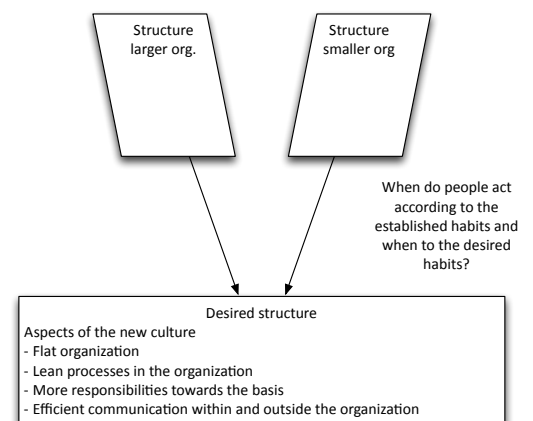 Structure
larger org.
Structure
smaller org
When do people act
according to the
established habits and
when to the desired
habits?
Desired structure
Aspects of the new culture
- Flat organization
- Lean processes in the organization
- More responsibilities towards the basis
- Efficient communication within and outside the organization